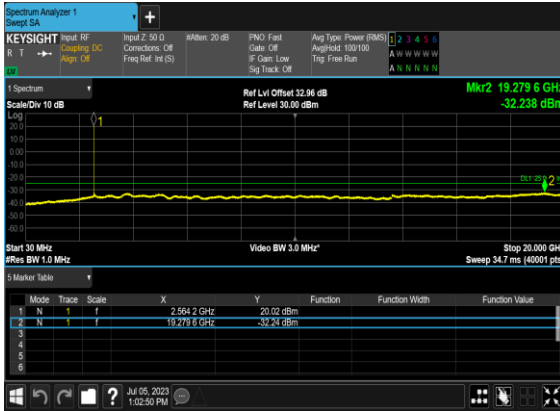 Spectrum Analyzer 1
Swept SA
+
KEYSIGHT
R T
LV
Input: RF
Coupling: DC
Align: Off
Input Z: 50 Ω
Corrections: Off
Freq Ref: Int (S)
#Atten: 20 dB
PNO: Fast
Gate: Off
IF Gain: Low
Sig Track: Off
Avg Type: Power (RMS)
Avg|Hold: 100/100
Trig: Free Run
1 2 3 4 5 6
A W W W W W
A N N N N N
1 Spectrum
Scale/Div 10 dB
Ref Lvl Offset 32.96 dB
Ref Level 30.00 dBm
Mkr2 19.279 6 GHz
-32.238 dBm
Log
20.0
10.0
0.00
-10.0
-20.0
-30.0
-40.0
-50.0
-60.0
1
2
Start 30 MHz
#Res BW 1.0 MHz
Video BW 3.0 MHz*
Stop 20.000 GHz
Sweep 34.7 ms (40001 pts)
5 Marker Table
Mode Trace Scale X Y Function Function Width Function Value
1 N 1 f 2.564 2 GHz 20.02 dBm
2 N 1 f 19.279 6 GHz -32.24 dBm
3
4
5
6
?
Jul 05, 2023
1:02:50 PM